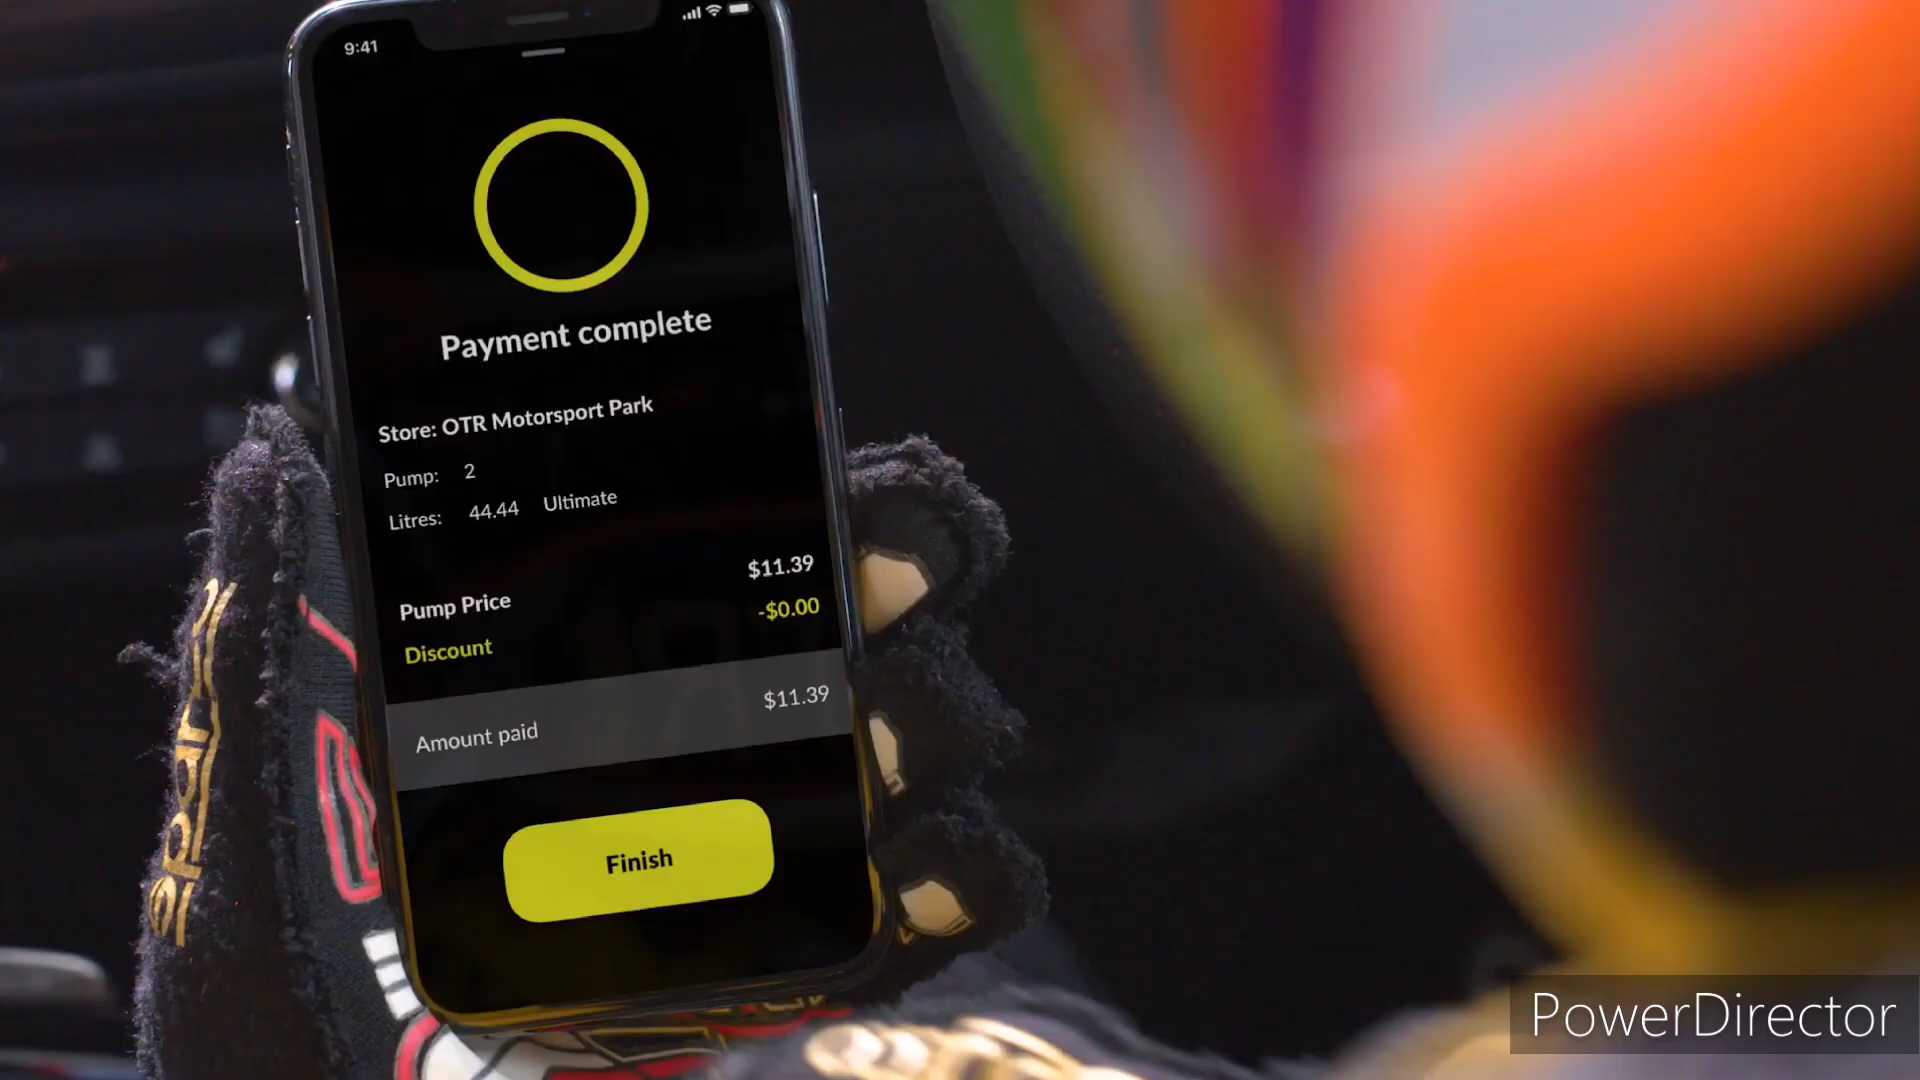 9:41
Payment complete
Store: OTR Motorsport Park
Pump: 2
Litres: 44.44 Ultimate
Pump Price $11.39
Discount -$0.00
Amount paid $11.39
Finish
PowerDirector